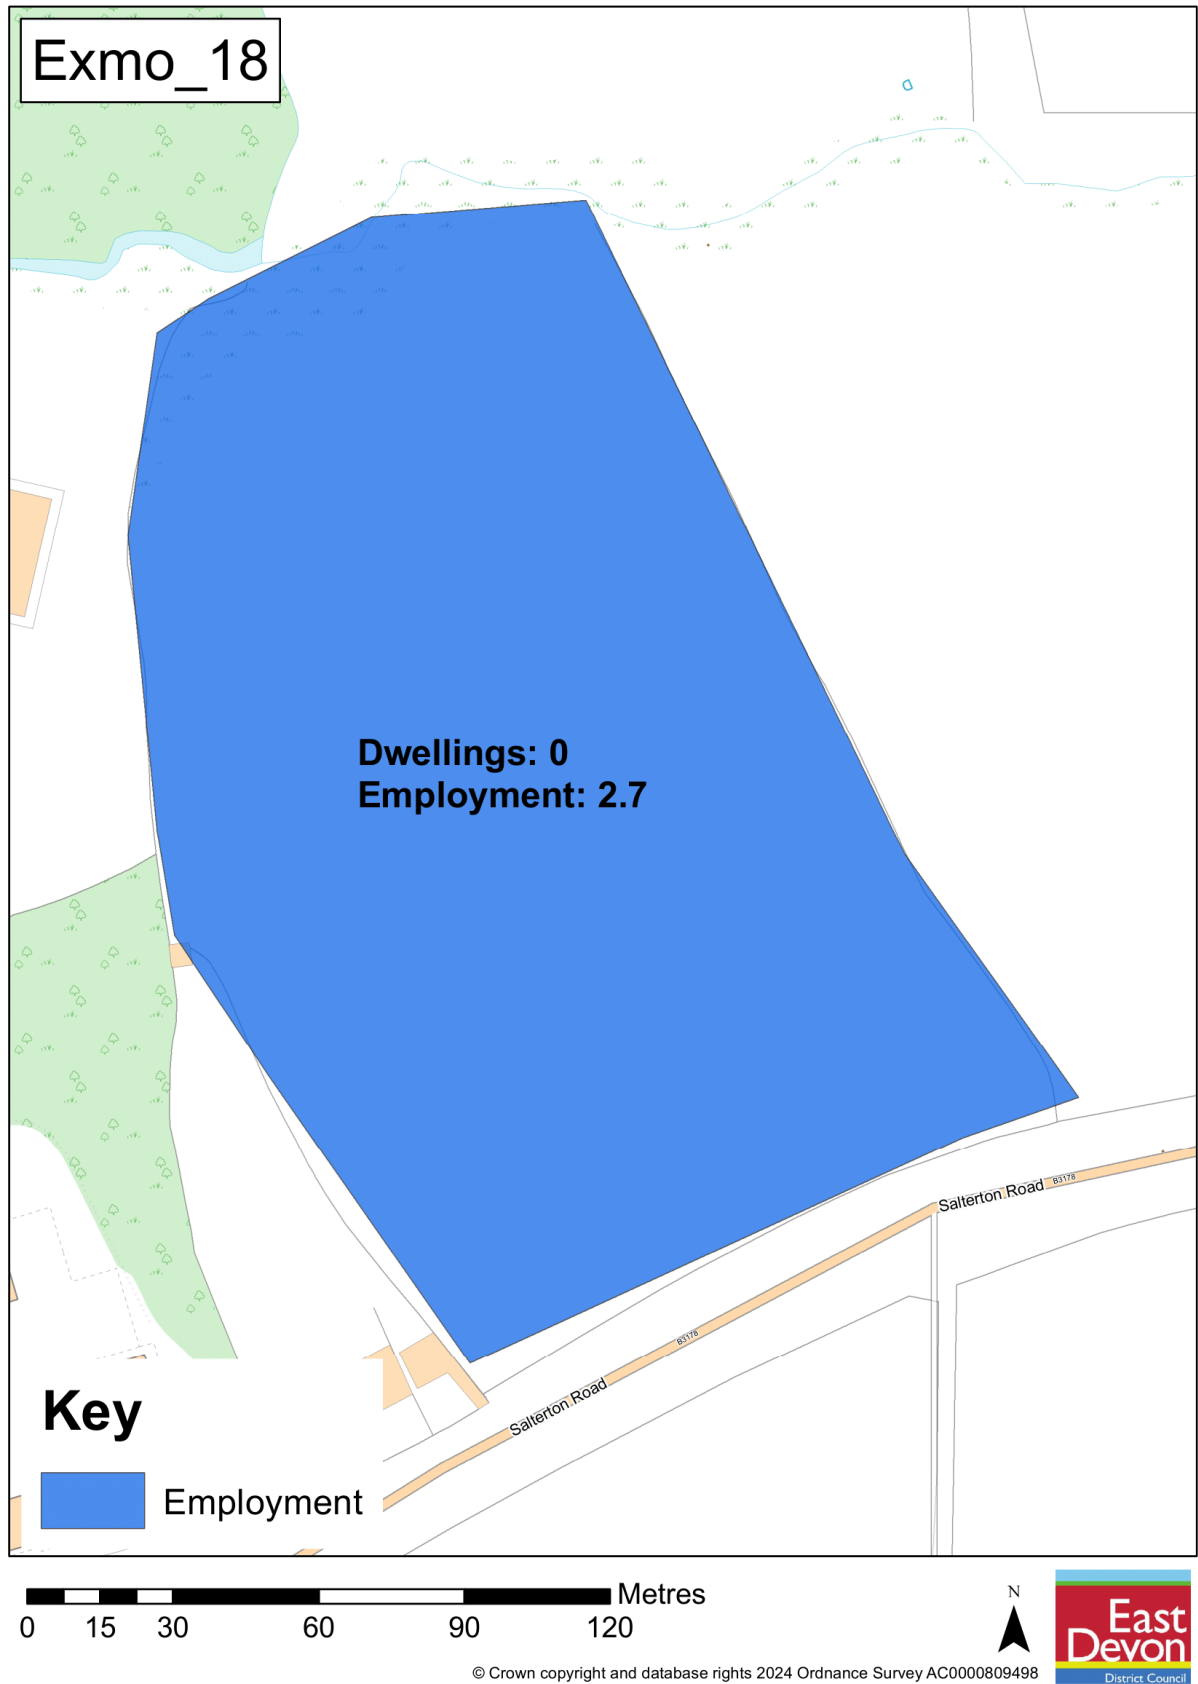 Exmo_18
Dwellings: 0
Employment: 2.7
Salterton Road
B3178
B3178
Salterton Road
Key
Employment
Metres
0 15 30 60 90 120
N
East
Devon
District Council
© Crown copyright and database rights 2024 Ordnance Survey AC0000809498